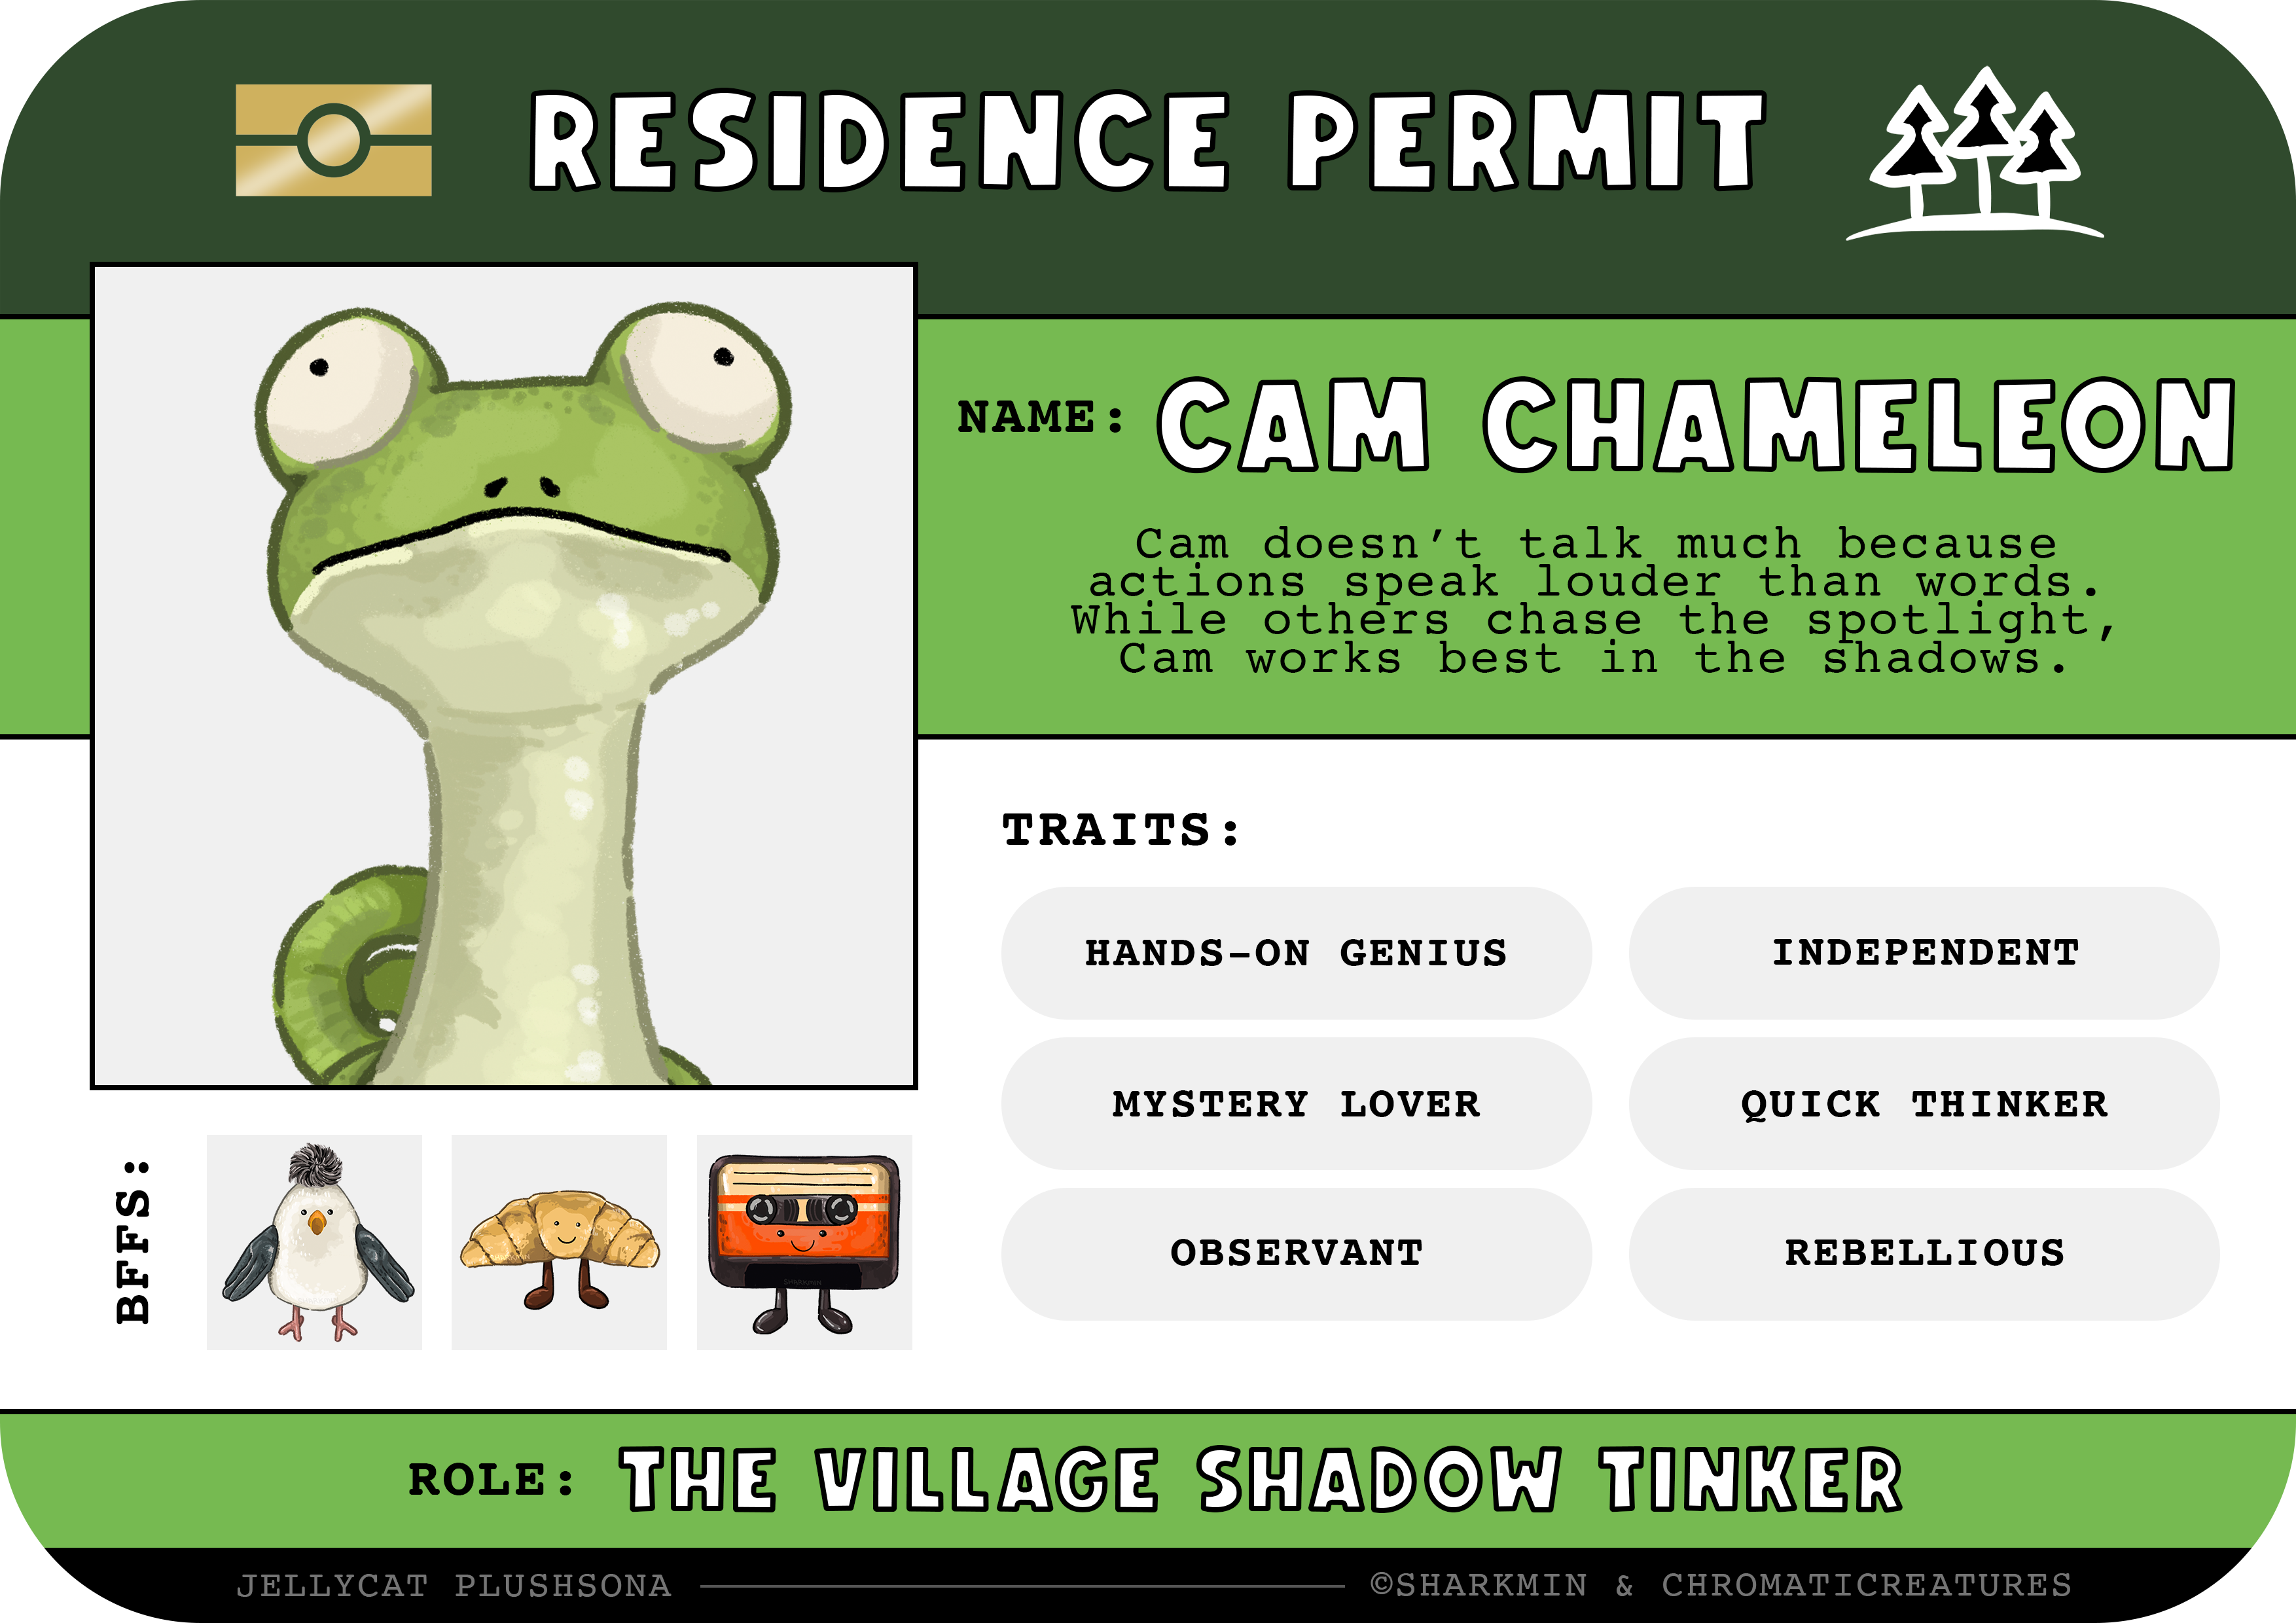 RESIDENCE PERMIT
NAME: CAM CHAMELEON
Cam doesn’t talk much because
actions speak louder than words.
While others chase the spotlight,
Cam works best in the shadows.
TRAITS:
HANDS-ON GENIUS
INDEPENDENT
MYSTERY LOVER
QUICK THINKER
OBSERVANT
REBELLIOUS
BFFS:
ROLE: THE VILLAGE SHADOW TINKER
JELLYCAT PLUSHSONA
©SHARKMIN & CHROMATICREATURES